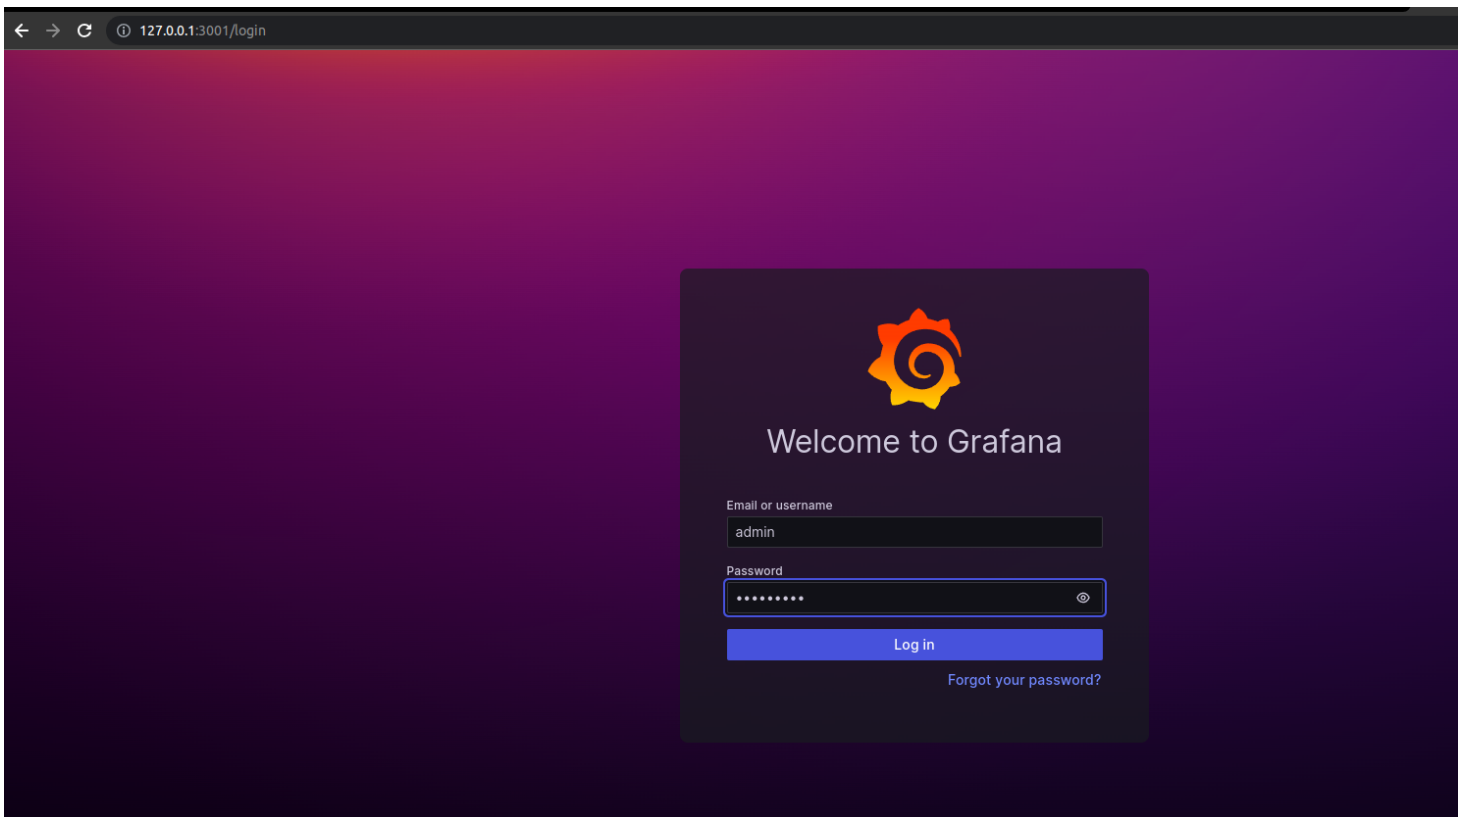 127.0.0.1:3001/login
Welcome to Grafana
Email or username
admin
Password
•••••••••
Log in
Forgot your password?